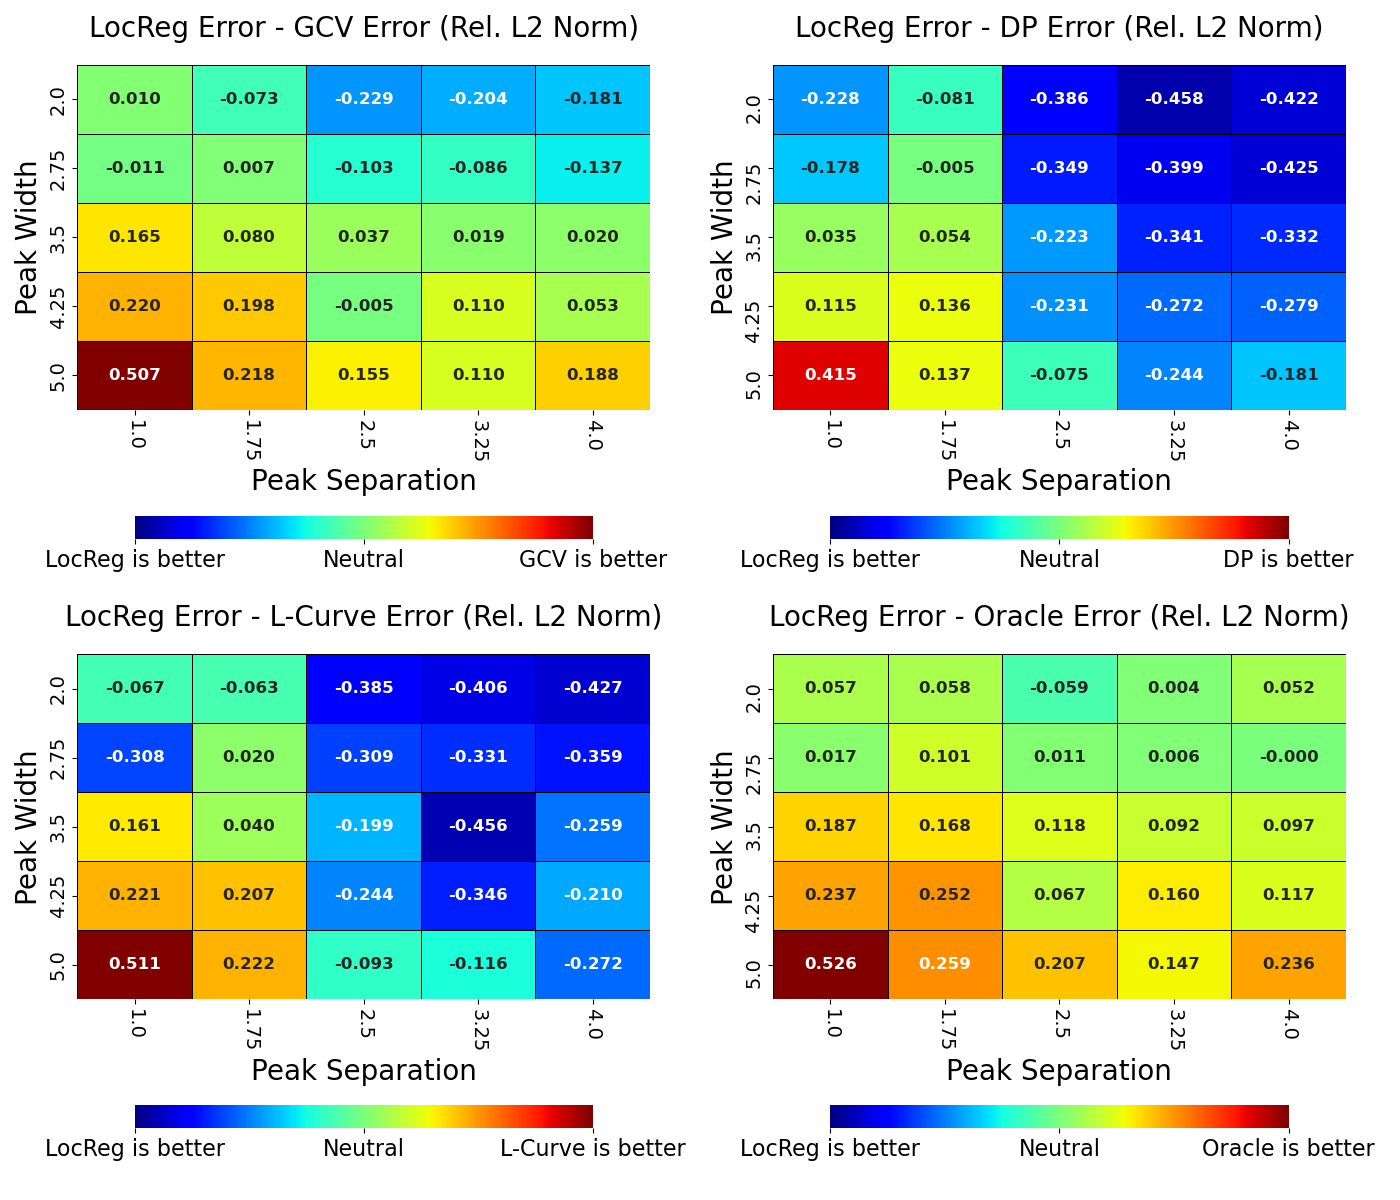 LocReg Error - GCV Error (Rel. L2 Norm)
Peak Width
2.0 0.010 -0.073 -0.229 -0.204 -0.181
2.75 -0.011 0.007 -0.103 -0.086 -0.137
3.5 0.165 0.080 0.037 0.019 0.020
4.25 0.220 0.198 -0.005 0.110 0.053
5.0 0.507 0.218 0.155 0.110 0.188
1.0 1.75 2.5 3.25 4.0
Peak Separation
LocReg is better Neutral GCV is better
LocReg Error - DP Error (Rel. L2 Norm)
Peak Width
2.0 -0.228 -0.081 -0.386 -0.458 -0.422
2.75 -0.178 -0.005 -0.349 -0.399 -0.425
3.5 0.035 0.054 -0.223 -0.341 -0.332
4.25 0.115 0.136 -0.231 -0.272 -0.279
5.0 0.415 0.137 -0.075 -0.244 -0.181
1.0 1.75 2.5 3.25 4.0
Peak Separation
LocReg is better Neutral DP is better
LocReg Error - L-Curve Error (Rel. L2 Norm)
Peak Width
2.0 -0.067 -0.063 -0.385 -0.406 -0.427
2.75 -0.308 0.020 -0.309 -0.331 -0.359
3.5 0.161 0.040 -0.199 -0.456 -0.259
4.25 0.221 0.207 -0.244 -0.346 -0.210
5.0 0.511 0.222 -0.093 -0.116 -0.272
1.0 1.75 2.5 3.25 4.0
Peak Separation
LocReg is better Neutral L-Curve is better
LocReg Error - Oracle Error (Rel. L2 Norm)
Peak Width
2.0 0.057 0.058 -0.059 0.004 0.052
2.75 0.017 0.101 0.011 0.006 -0.000
3.5 0.187 0.168 0.118 0.092 0.097
4.25 0.237 0.252 0.067 0.160 0.117
5.0 0.526 0.259 0.207 0.147 0.236
1.0 1.75 2.5 3.25 4.0
Peak Separation
LocReg is better Neutral Oracle is better